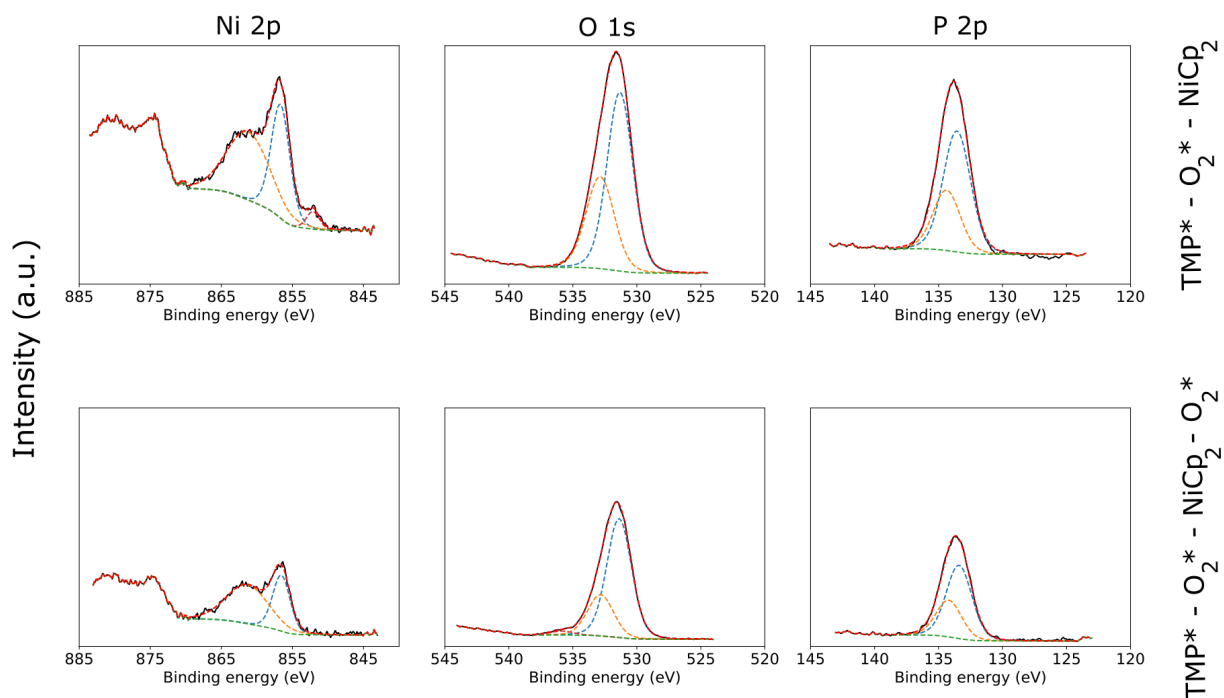 Ni 2p
O 1s
P 2p
885 875 865 855 845
Binding energy (eV)
545 540 535 530 525 520
Binding energy (eV)
145 140 135 130 125 120
Binding energy (eV)
TMP* - O2* - NiCp2
Intensity (a.u.)
885 875 865 855 845
Binding energy (eV)
545 540 535 530 525 520
Binding energy (eV)
145 140 135 130 125 120
Binding energy (eV)
TMP* - O2* - NiCp2 - O2*